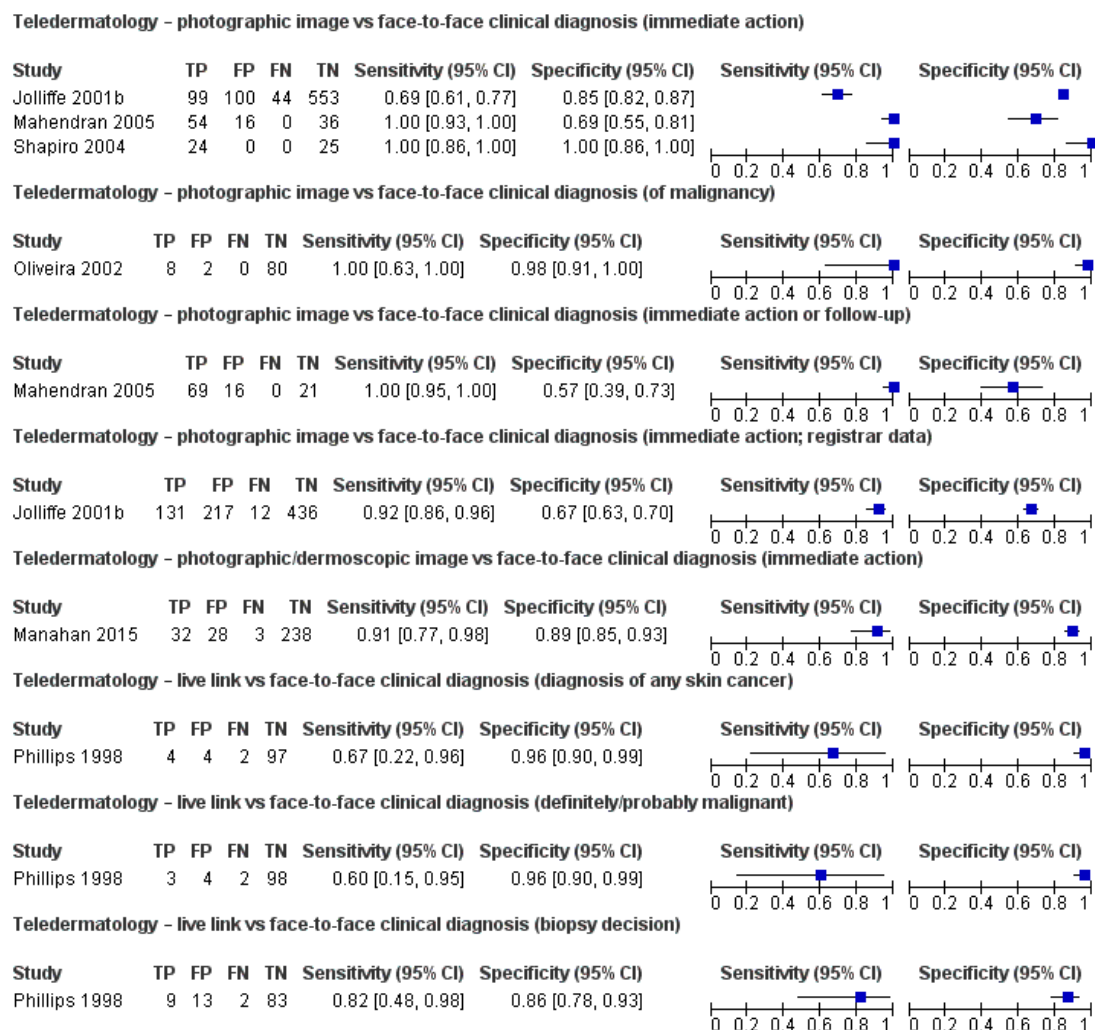 Teledermatology – photographic image vs face-to-face clinical diagnosis (immediate action)
Study TP FP FN TN Sensitivity (95% CI) Specificity (95% CI) Sensitivity (95% CI) Specificity (95% CI)
Jolliffe 2001b 99 100 44 553 0.69 [0.61, 0.77] 0.85 [0.82, 0.87]
Mahendran 2005 54 16 0 36 1.00 [0.93, 1.00] 0.69 [0.55, 0.81]
Shapiro 2004 24 0 0 25 1.00 [0.86, 1.00] 1.00 [0.86, 1.00]
0 0.2 0.4 0.6 0.8 1 0 0.2 0.4 0.6 0.8 1
Teledermatology – photographic image vs face-to-face clinical diagnosis (of malignancy)
Study TP FP FN TN Sensitivity (95% CI) Specificity (95% CI) Sensitivity (95% CI) Specificity (95% CI)
Oliveira 2002 8 2 0 80 1.00 [0.63, 1.00] 0.98 [0.91, 1.00]
0 0.2 0.4 0.6 0.8 1 0 0.2 0.4 0.6 0.8 1
Teledermatology – photographic image vs face-to-face clinical diagnosis (immediate action or follow-up)
Study TP FP FN TN Sensitivity (95% CI) Specificity (95% CI) Sensitivity (95% CI) Specificity (95% CI)
Mahendran 2005 69 16 0 21 1.00 [0.95, 1.00] 0.57 [0.39, 0.73]
0 0.2 0.4 0.6 0.8 1 0 0.2 0.4 0.6 0.8 1
Teledermatology – photographic image vs face-to-face clinical diagnosis (immediate action; registrar data)
Study TP FP FN TN Sensitivity (95% CI) Specificity (95% CI) Sensitivity (95% CI) Specificity (95% CI)
Jolliffe 2001b 131 217 12 436 0.92 [0.86, 0.96] 0.67 [0.63, 0.70]
0 0.2 0.4 0.6 0.8 1 0 0.2 0.4 0.6 0.8 1
Teledermatology – photographic/dermoscopic image vs face-to-face clinical diagnosis (immediate action)
Study TP FP FN TN Sensitivity (95% CI) Specificity (95% CI) Sensitivity (95% CI) Specificity (95% CI)
Manahan 2015 32 28 3 238 0.91 [0.77, 0.98] 0.89 [0.85, 0.93]
0 0.2 0.4 0.6 0.8 1 0 0.2 0.4 0.6 0.8 1
Teledermatology – live link vs face-to-face clinical diagnosis (diagnosis of any skin cancer)
Study TP FP FN TN Sensitivity (95% CI) Specificity (95% CI) Sensitivity (95% CI) Specificity (95% CI)
Phillips 1998 4 4 2 97 0.67 [0.22, 0.96] 0.96 [0.90, 0.99]
0 0.2 0.4 0.6 0.8 1 0 0.2 0.4 0.6 0.8 1
Teledermatology – live link vs face-to-face clinical diagnosis (definitely/probably malignant)
Study TP FP FN TN Sensitivity (95% CI) Specificity (95% CI) Sensitivity (95% CI) Specificity (95% CI)
Phillips 1998 3 4 2 98 0.60 [0.15, 0.95] 0.96 [0.90, 0.99]
0 0.2 0.4 0.6 0.8 1 0 0.2 0.4 0.6 0.8 1
Teledermatology – live link vs face-to-face clinical diagnosis (biopsy decision)
Study TP FP FN TN Sensitivity (95% CI) Specificity (95% CI) Sensitivity (95% CI) Specificity (95% CI)
Phillips 1998 9 13 2 83 0.82 [0.48, 0.98] 0.86 [0.78, 0.93]
0 0.2 0.4 0.6 0.8 1 0 0.2 0.4 0.6 0.8 1